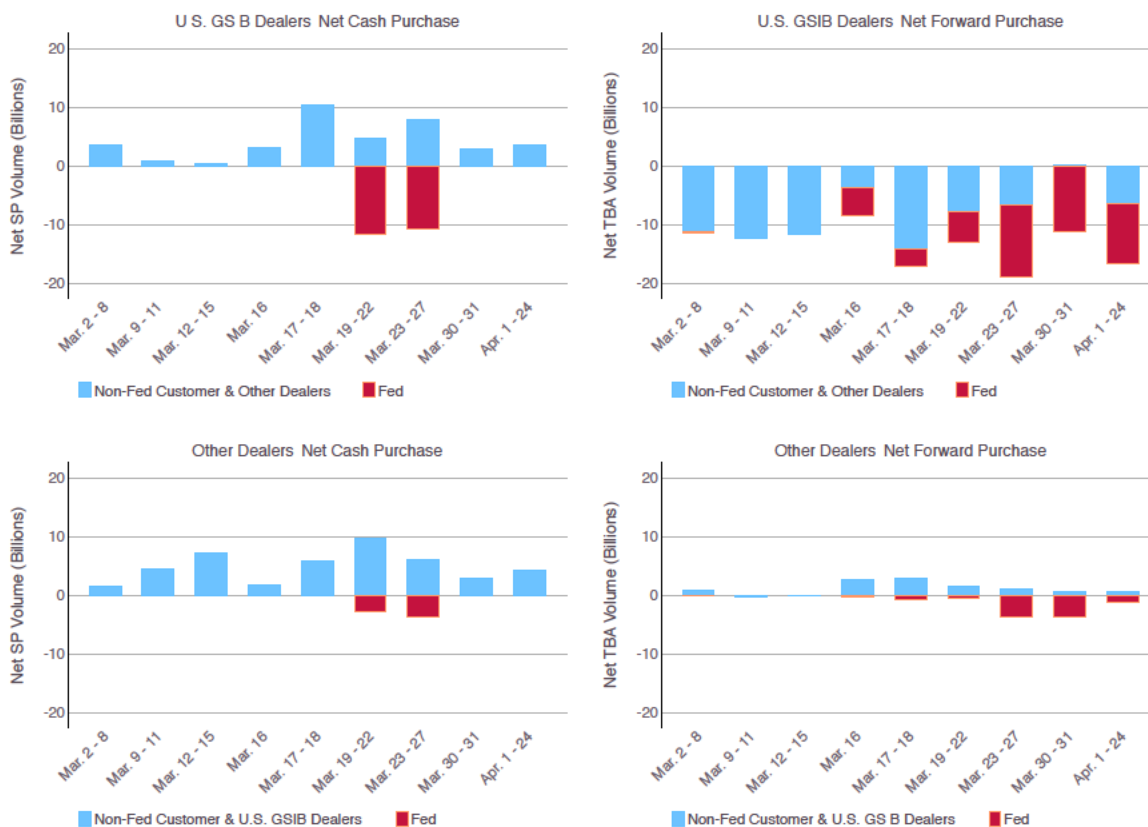 U S. GS B Dealers Net Cash Purchase
Net SP Volume (Billions)
20
10
0
-10
-20
Mar. 2 - 8
Mar. 9 - 11
Mar. 12 - 15
Mar. 16
Mar. 17 - 18
Mar. 19 - 22
Mar. 23 - 27
Mar. 30 - 31
Apr. 1 - 24
Non-Fed Customer & Other Dealers Fed
U.S. GSIB Dealers Net Forward Purchase
Net TBA Volume (Billions)
20
10
0
-10
-20
Mar. 2 - 8
Mar. 9 - 11
Mar. 12 - 15
Mar. 16
Mar. 17 - 18
Mar. 19 - 22
Mar. 23 - 27
Mar. 30 - 31
Apr. 1 - 24
Non-Fed Customer & Other Dealers Fed
Other Dealers Net Cash Purchase
Net SP Volume (Billions)
20
10
0
-10
-20
Mar. 2 - 8
Mar. 9 - 11
Mar. 12 - 15
Mar. 16
Mar. 17 - 18
Mar. 19 - 22
Mar. 23 - 27
Mar. 30 - 31
Apr. 1 - 24
Non-Fed Customer & U.S. GSIB Dealers Fed
Other Dealers Net Forward Purchase
Net TBA Volume (Billions)
20
10
0
-10
-20
Mar. 2 - 8
Mar. 9 - 11
Mar. 12 - 15
Mar. 16
Mar. 17 - 18
Mar. 19 - 22
Mar. 23 - 27
Mar. 30 - 31
Apr. 1 - 24
Non-Fed Customer & U.S. GS B Dealers Fed